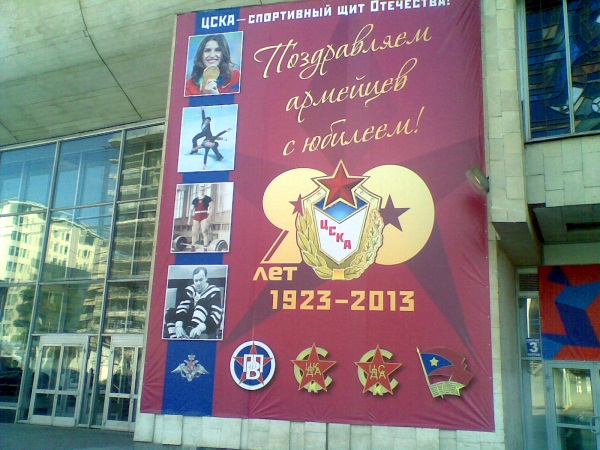 ЦСКА – СПОРТИВНЫЙ ЩИТ ОТЕЧЕСТВА!
Поздравляем
армейцев
с юбилеем!
90
ЦСКА
лет
1923–2013
3